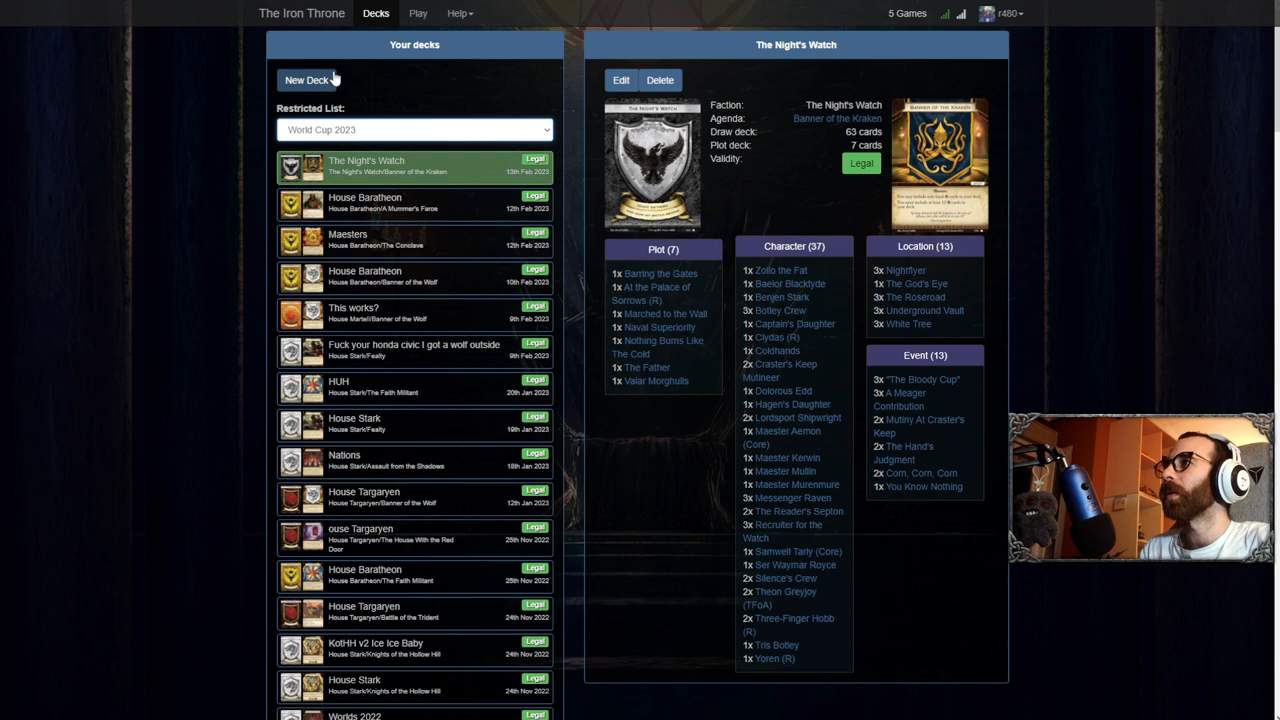 The Iron Throne Decks Play Help 5 Games r480
Your decks
New Deck
Restricted List:
World Cup 2023
The Night's Watch Legal
The Night's Watch/Banner of the Kraken 13th Feb 2023
House Baratheon Legal
House Baratheon/A Mummer's Farce 12th Feb 2023
Maesters Legal
House Baratheon/The Conclave 12th Feb 2023
House Baratheon Legal
House Baratheon/Banner of the Wolf 10th Feb 2023
This works? Legal
House Martell/Banner of the Wolf 9th Feb 2023
Fuck your honda civic I got a wolf outside Legal
House Stark/Fealty 9th Feb 2023
HUH Legal
House Stark/The Faith Militant 20th Jan 2023
House Stark Legal
House Stark/Fealty 19th Jan 2023
Nations Legal
House Stark/Assault from the Shadows 18th Jan 2023
House Targaryen Legal
House Targaryen/Banner of the Wolf 12th Jan 2023
ouse Targaryen Legal
House Targaryen/The House With the Red 25th Nov 2022
Door
House Baratheon Legal
House Baratheon/The Faith Militant 25th Nov 2022
House Targaryen Legal
House Targaryen/Battle of the Trident 24th Nov 2022
KotHH v2 Ice Ice Baby Legal
House Stark/Knights of the Hollow Hill 24th Nov 2022
House Stark Legal
House Stark/Knights of the Hollow Hill 24th Nov 2022
Worlds 2022 Legal
The Night's Watch
Edit Delete
THE NIGHT'S WATCH
Faction: The Night's Watch
Agenda: Banner of the Kraken
Draw deck: 63 cards
Plot deck: 7 cards
Validity: Legal
BANNER OF THE KRAKEN
Plot (7)
1x Barring the Gates
1x At the Palace of
Sorrows (R)
1x Marched to the Wall
1x Naval Superiority
1x Nothing Burns Like
The Cold
1x The Father
1x Valar Morghulis
Character (37)
1x Zollo the Fat
1x Baelor Blacktyde
1x Benjen Stark
3x Botley Crew
1x Captain's Daughter
1x Clydas (R)
1x Coldhands
2x Craster's Keep
Mutineer
1x Dolorous Edd
1x Hagen's Daughter
2x Lordsport Shipwright
1x Maester Aemon
(Core)
1x Maester Kerwin
1x Maester Mullin
1x Maester Murenmure
3x Messenger Raven
2x The Reader's Septon
3x Recruiter for the
Watch
1x Samwell Tarly (Core)
1x Ser Waymar Royce
2x Silence's Crew
2x Theon Greyjoy
(TFoA)
2x Three-Finger Hobb
(R)
1x Tris Botley
1x Yoren (R)
Location (13)
3x Nightflyer
1x The God's Eye
3x The Roseroad
3x Underground Vault
3x White Tree
Event (13)
3x "The Bloody Cup"
3x A Meager
Contribution
2x Mutiny At Craster's
Keep
2x The Hand's
Judgment
2x Corn, Corn, Corn
1x You Know Nothing